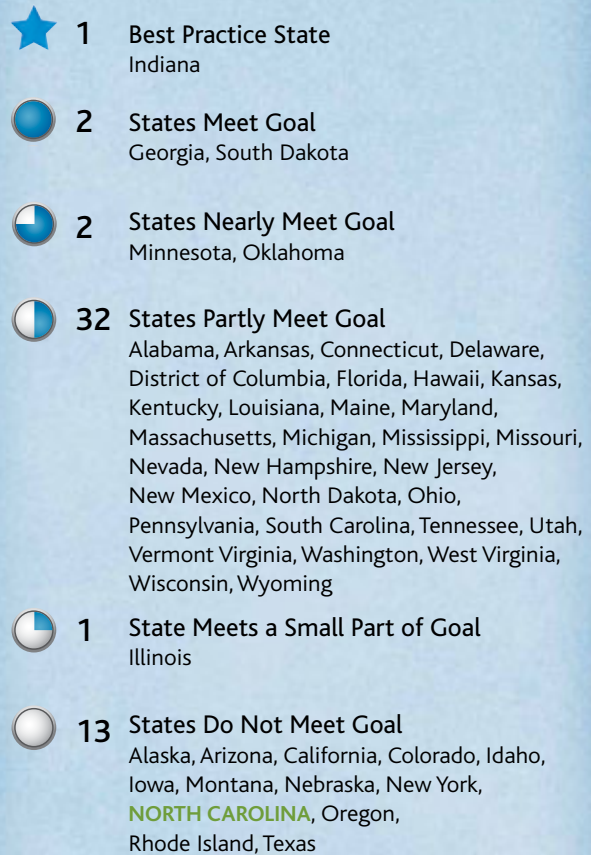 1 Best Practice State
Indiana
2 States Meet Goal
Georgia, South Dakota
2 States Nearly Meet Goal
Minnesota, Oklahoma
32 States Partly Meet Goal
Alabama, Arkansas, Connecticut, Delaware,
District of Columbia, Florida, Hawaii, Kansas,
Kentucky, Louisiana, Maine, Maryland,
Massachusetts, Michigan, Mississippi, Missouri,
Nevada, New Hampshire, New Jersey,
New Mexico, North Dakota, Ohio,
Pennsylvania, South Carolina, Tennessee, Utah,
Vermont Virginia, Washington, West Virginia,
Wisconsin, Wyoming
1 State Meets a Small Part of Goal
Illinois
13 States Do Not Meet Goal
Alaska, Arizona, California, Colorado, Idaho,
Iowa, Montana, Nebraska, New York,
NORTH CAROLINA, Oregon,
Rhode Island, Texas